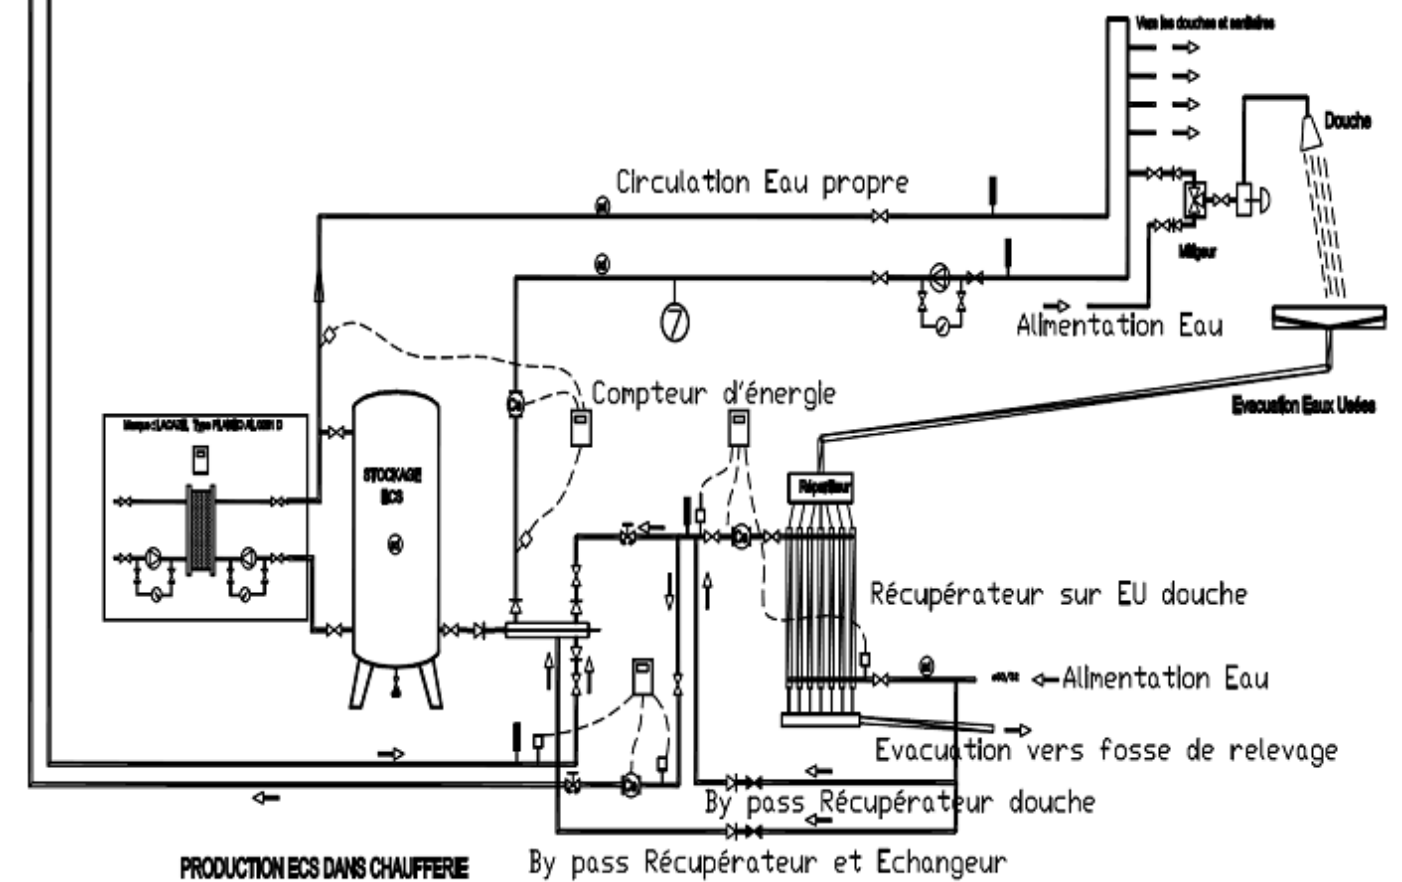 Vers les douches et sanitaires
Douche
Circulation Eau propre
Mitigeur
Alimentation Eau
7
Compteur d'énergie
Evacuation Eaux Usées
STOCKAGE
ECS
Répartiteur
Récupérateur sur EU douche
Alimentation Eau
Evacuation vers fosse de relevage
By pass Récupérateur douche
By pass Récupérateur et Echangeur
PRODUCTION ECS DANS CHAUFFERIE